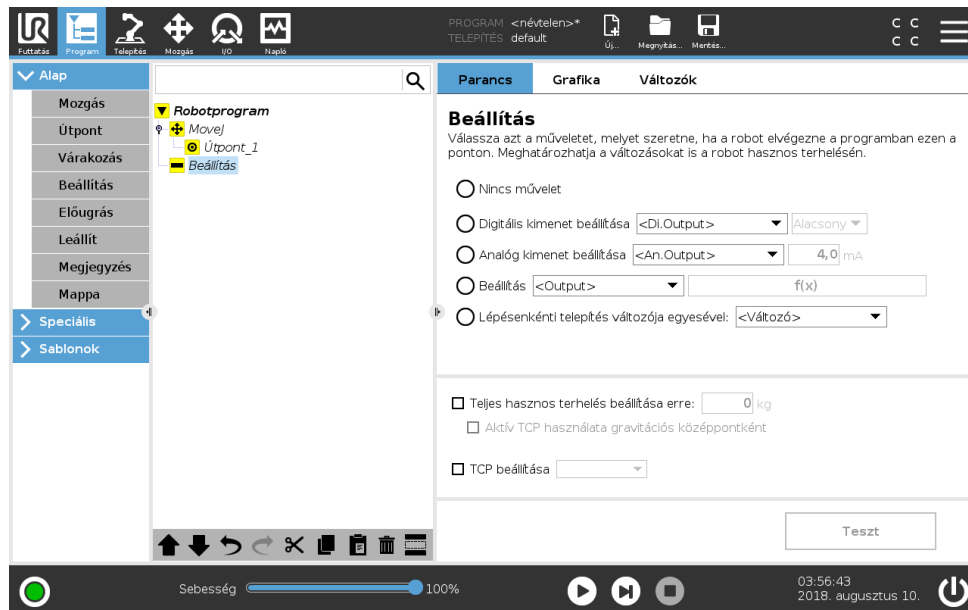 PROGRAM <névtelen>*
TELEPÍTÉS default
Futtatás Program Telepítés Mozgás I/O Napló
Új... Megnyitás... Mentés...
C C
C C
Alap
Mozgás
Útpont
Várakozás
Beállítás
Előugrás
Leállít
Megjegyzés
Mappa
Speciális
Sablonok
Robotprogram
MoveJ
Útpont_1
Beállítás
Parancs Grafika Változók
Beállítás
Válassza azt a műveletet, melyet szeretne, ha a robot elvégezne a programban ezen a
ponton. Meghatározhatja a változásokat is a robot hasznos terhelésén.
Nincs művelet
Digitális kimenet beállítása <Di.Output> Alacsony
Analóg kimenet beállítása <An.Output> 4,0 mA
Beállítás <Output> f(x)
Lépésenkénti telepítés változója egyesével: <Változó>
Teljes hasznos terhelés beállítása erre: 0 kg
Aktív TCP használata gravitációs középpontként
TCP beállítása
Teszt
Sebesség 100%
03:56:43
2018. augusztus 10.